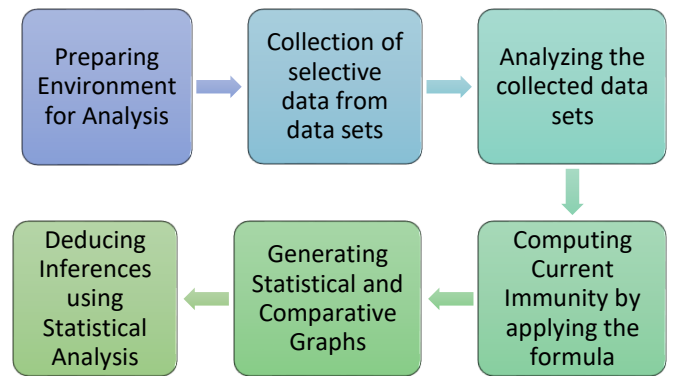 Preparing
Environment
for Analysis
Collection of
selective
data from
data sets
Analyzing the
collected data
sets
Computing
Current
Immunity by
applying the
formula
Generating
Statistical and
Comparative
Graphs
Deducing
Inferences
using
Statistical
Analysis